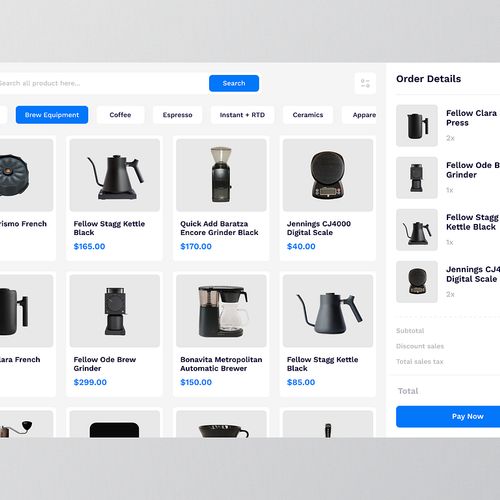 Search all product here...
Search
Brew Equipment
Coffee
Espresso
Instant + RTD
Ceramics
Appare
rismo French
Fellow Stagg Kettle
Black
$165.00
Quick Add Baratza
Encore Grinder Black
$170.00
Jennings CJ4000
Digital Scale
$40.00
lara French
Fellow Ode Brew
Grinder
$299.00
Bonavita Metropolitan
Automatic Brewer
$150.00
Fellow Stagg Kettle
Black
$85.00
Order Details
Fellow Clara
Press
2x
Fellow Ode B
Grinder
1x
Fellow Stagg
Kettle Black
1x
Jennings CJ4
Digital Scale
2x
Subtotal
Discount sales
Total sales tax
Total
Pay Now